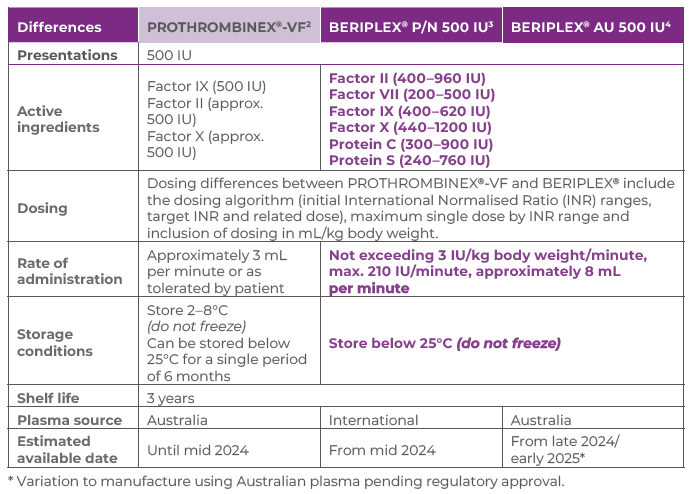 Differences PROTHROMBINEX®-VF² BERIPLEX® P/N 500 IU³ BERIPLEX® AU 500 IU⁴
Presentations 500 IU
Active
ingredients
Factor IX (500 IU)
Factor II (approx.
500 IU)
Factor X (approx.
500 IU)
Factor II (400–960 IU)
Factor VII (200–500 IU)
Factor IX (400–620 IU)
Factor X (440–1200 IU)
Protein C (300–900 IU)
Protein S (240–760 IU)
Dosing
Dosing differences between PROTHROMBINEX®-VF and BERIPLEX® include
the dosing algorithm (initial International Normalised Ratio (INR) ranges,
target INR and related dose), maximum single dose by INR range and
inclusion of dosing in mL/kg body weight.
Rate of
administration
Approximately 3 mL
per minute or as
tolerated by patient
Not exceeding 3 IU/kg body weight/minute,
max. 210 IU/minute, approximately 8 mL
per minute
Storage
conditions
Store 2–8°C
(do not freeze)
Can be stored below
25°C for a single period
of 6 months
Store below 25°C (do not freeze)
Shelf life 3 years
Plasma source Australia International Australia
Estimated
available date
Until mid 2024
From mid 2024
From late 2024/
early 2025*
* Variation to manufacture using Australian plasma pending regulatory approval.